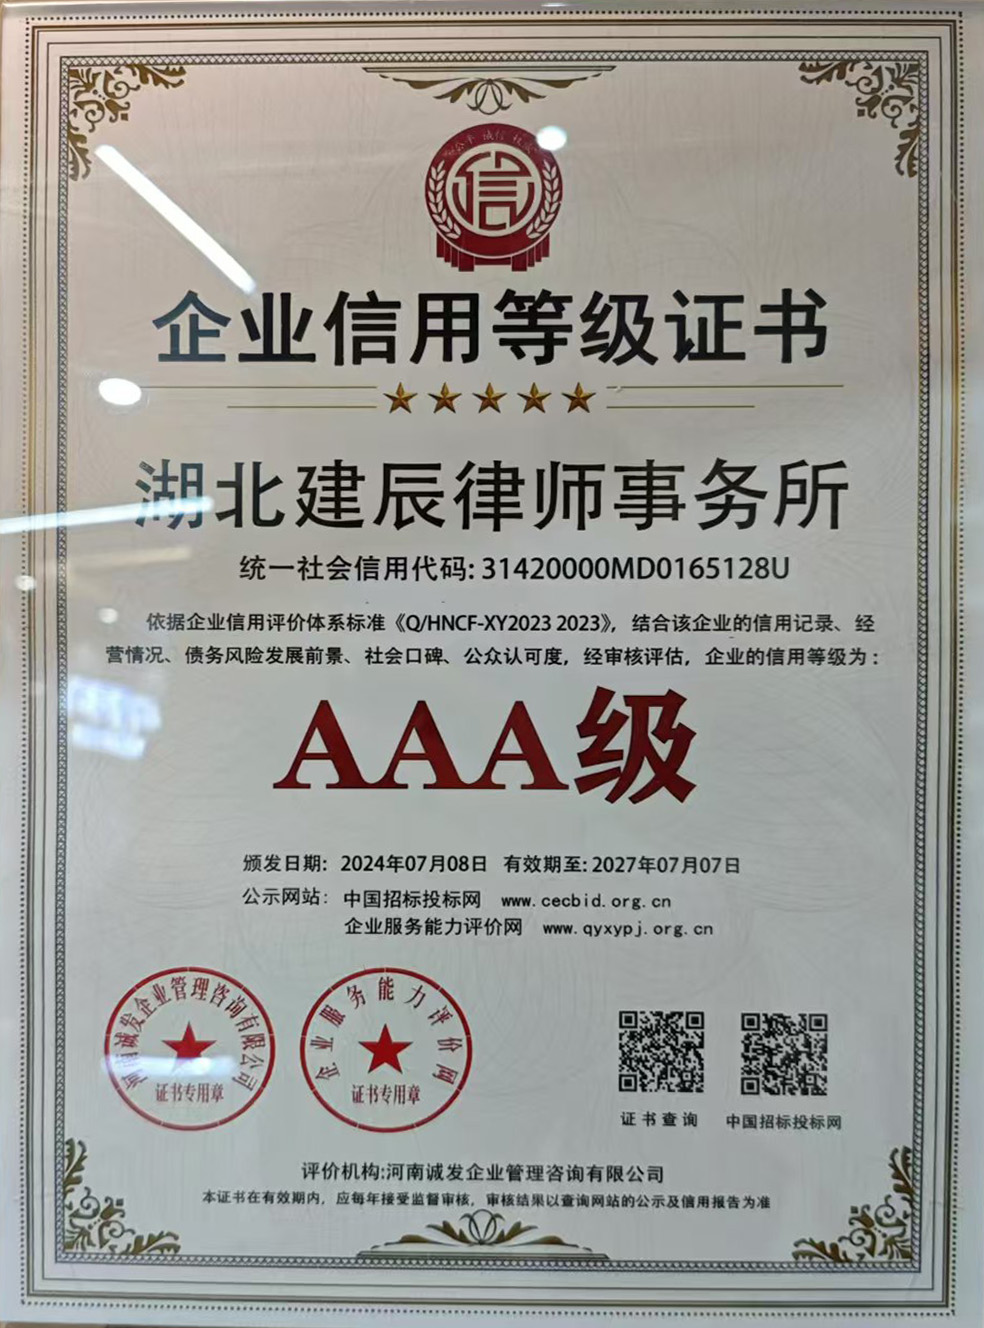 信
企业信用等级证书
湖北建辰律师事务所
统一社会信用代码: 31420000MD0165128U
依据企业信用评价体系标准《Q/HNCF-XY2023 2023》，结合该企业的信用记录、经
营情况、债务风险发展前景、社会口碑、公众认可度，经审核评估，企业的信用等级为：
AAA级
颁发日期: 2024年07月08日 有效期至: 2027年07月07日
公示网站: 中国招标投标网 www.cecbid.org.cn
企业服务能力评价网 www.qyxypj.org.cn
河南诚发企业管理咨询有限公司
证书专用章
企业服务能力评价网
证书专用章
证书查询
中国招标投标网
评价机构:河南诚发企业管理咨询有限公司
本证书在有效期内，应每年接受监督审核，审核结果以查询网站的公示及信用报告为准